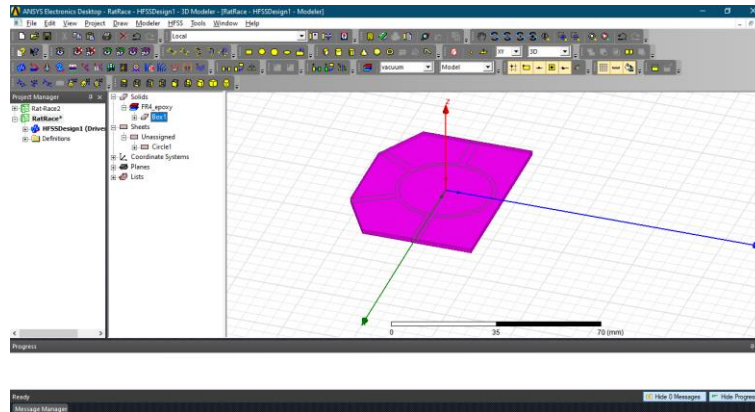 ANSYS Electronics Desktop - RatRace - HFSSDesign1 - 3D Modeler - [RatRace - HFSSDesign1 - Modeler]
File Edit View Project Draw Modeler HFSS Tools Window Help
Local
XY 3D
vacuum Model
Project Manager
Rat-Race2
RatRace*
HFSSDesign1 (Drive
Definitions
Solids
FR4_epoxy
Box1
Sheets
Unassigned
Circle1
Coordinate Systems
Planes
Lists
Z
0 35 70 (mm)
Progress
Ready
Hide 0 Messages Hide Progre
Message Manager